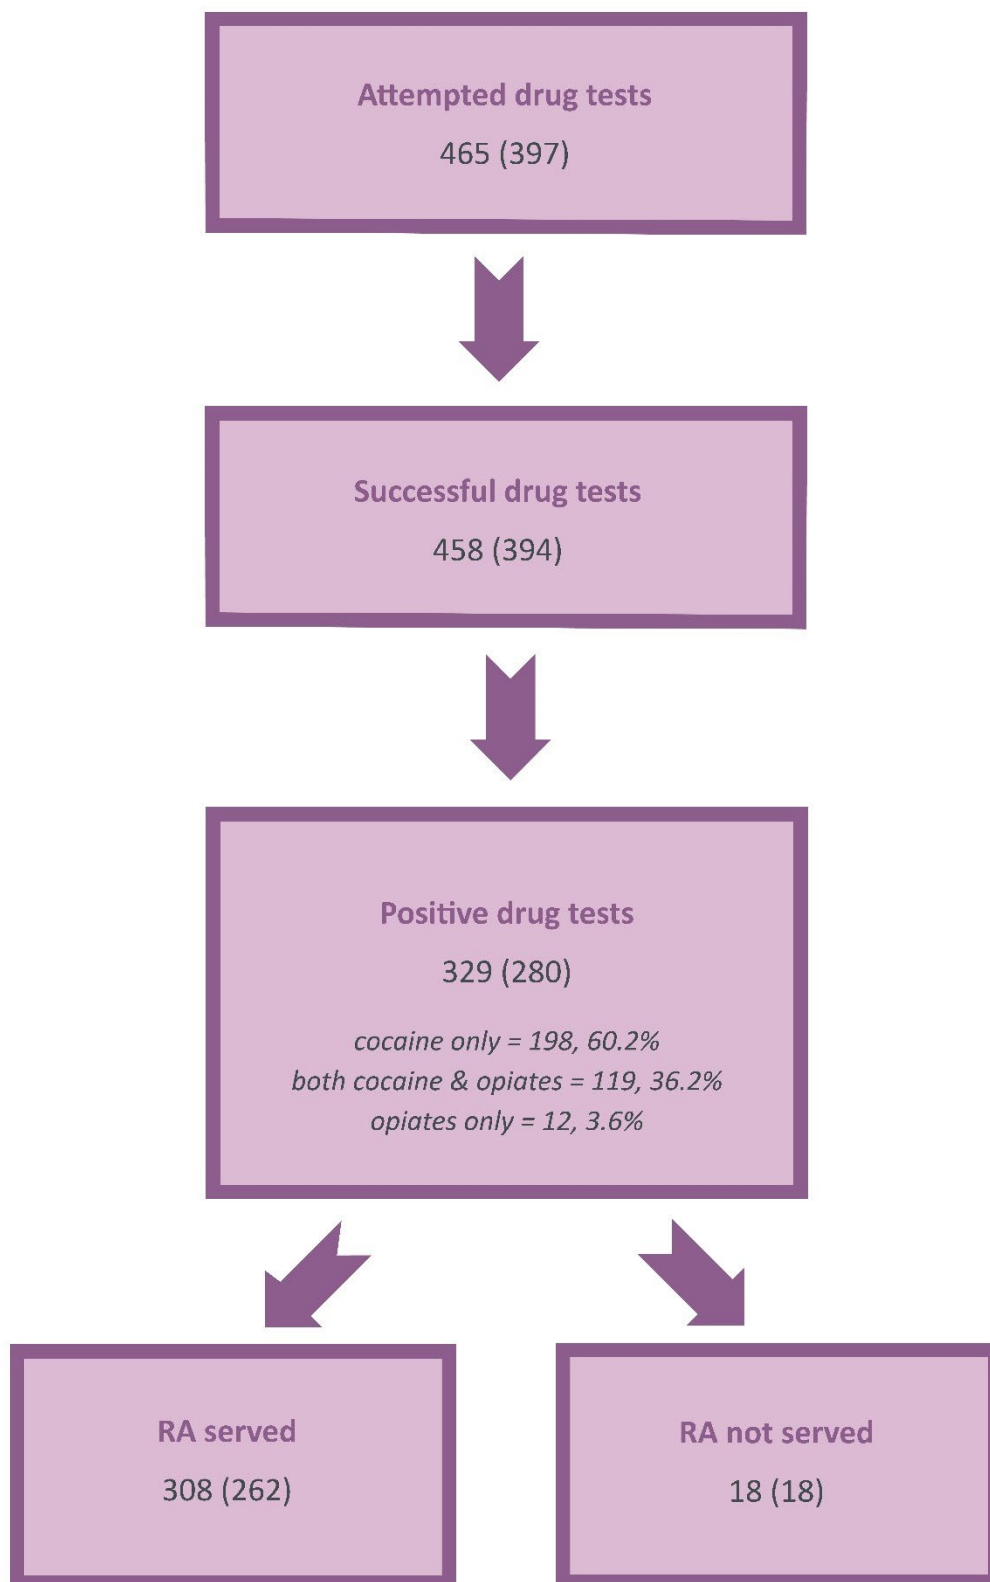 Attempted drug tests
465 (397)
Successful drug tests
458 (394)
Positive drug tests
329 (280)
cocaine only = 198, 60.2%
both cocaine & opiates = 119, 36.2%
opiates only = 12, 3.6%
RA served
308 (262)
RA not served
18 (18)